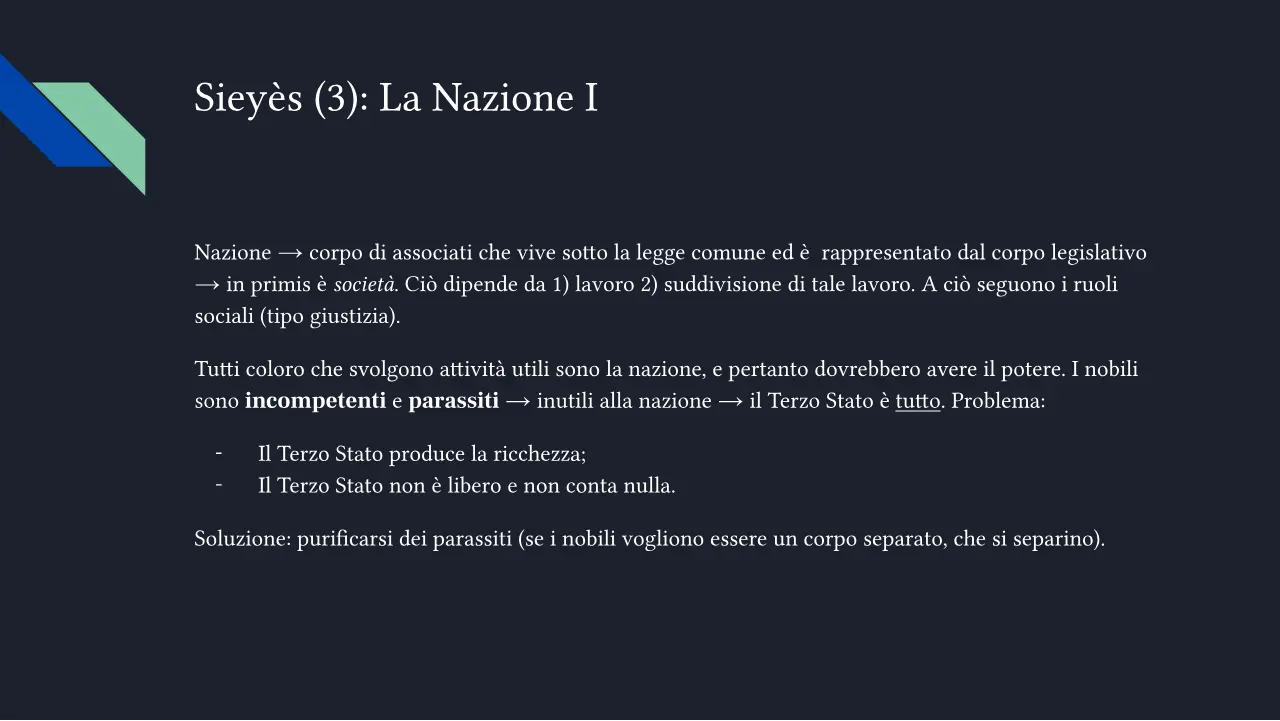 Sieyès (3): La Nazione I
Nazione → corpo di associati che vive sotto la legge comune ed è  rappresentato dal corpo legislativo
→ in primis è società. Ciò dipende da 1) lavoro 2) suddivisione di tale lavoro. A ciò seguono i ruoli
sociali (tipo giustizia).
Tutti coloro che svolgono attività utili sono la nazione, e pertanto dovrebbero avere il potere. I nobili
sono incompetenti e parassiti → inutili alla nazione → il Terzo Stato è tutto. Problema:
- Il Terzo Stato produce la ricchezza;
- Il Terzo Stato non è libero e non conta nulla.
Soluzione: purificarsi dei parassiti (se i nobili vogliono essere un corpo separato, che si separino).